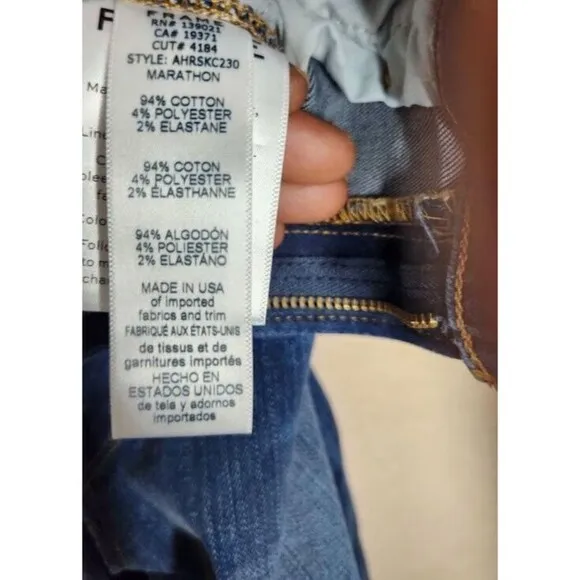 FRAME
RN# 139021
CA# 19371
CUT# 4184
STYLE: AHRSKC230
MARATHON
94% COTTON
4% POLYESTER
2% ELASTANE
94% COTON
4% POLYESTER
2% ÉLASTHANNE
94% ALGODÓN
4% POLIESTER
2% ELASTÁNO
MADE IN USA
of imported
fabrics and trim
FABRIQUÉ AUX ÉTATS-UNIS
de tissus et de
garnitures importés
HECHO EN
ESTADOS UNIDOS
de tela y adornos
importados